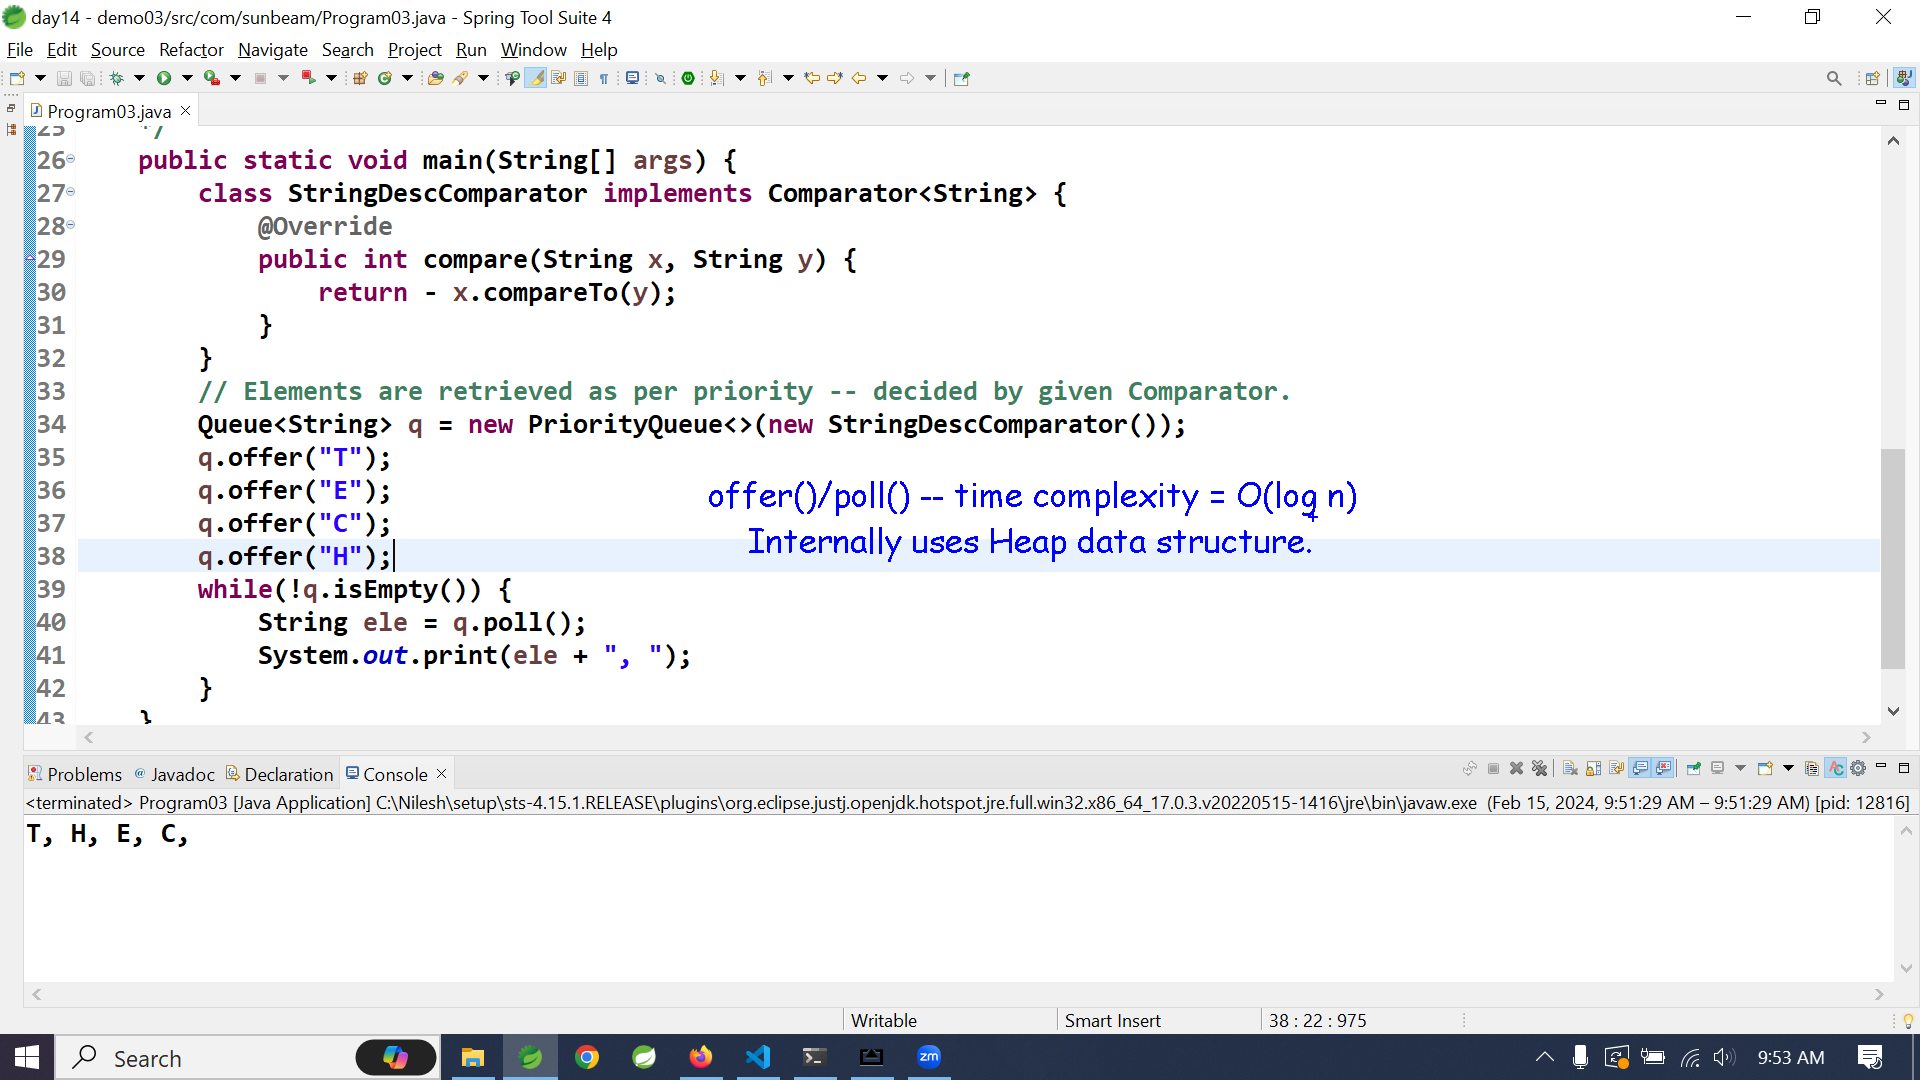 day14 - demo03/src/com/sunbeam/Program03.java - Spring Tool Suite 4
File Edit Source Refactor Navigate Search Project Run Window Help
Program03.java
25 */
26 public static void main(String[] args) {
27 class StringDescComparator implements Comparator<String> {
28 @Override
29 public int compare(String x, String y) {
30 return - x.compareTo(y);
31 }
32 }
33 // Elements are retrieved as per priority -- decided by given Comparator.
34 Queue<String> q = new PriorityQueue<>(new StringDescComparator());
35 q.offer("T");
36 q.offer("E");
offer()/poll() -- time complexity = O(log n)
37 q.offer("C");
Internally uses Heap data structure.
38 q.offer("H");
39 while(!q.isEmpty()) {
40 String ele = q.poll();
41 System.out.print(ele + ", ");
42 }
43 }
Problems Javadoc Declaration Console
<terminated> Program03 [Java Application] C:\Nilesh\setup\sts-4.15.1.RELEASE\plugins\org.eclipse.justj.openjdk.hotspot.jre.full.win32.x86_64_17.0.3.v20220515-1416\jre\bin\javaw.exe (Feb 15, 2024, 9:51:29 AM – 9:51:29 AM) [pid: 12816]
T, H, E, C,
Writable Smart Insert 38 : 22 : 975
Search zm 9:53 AM